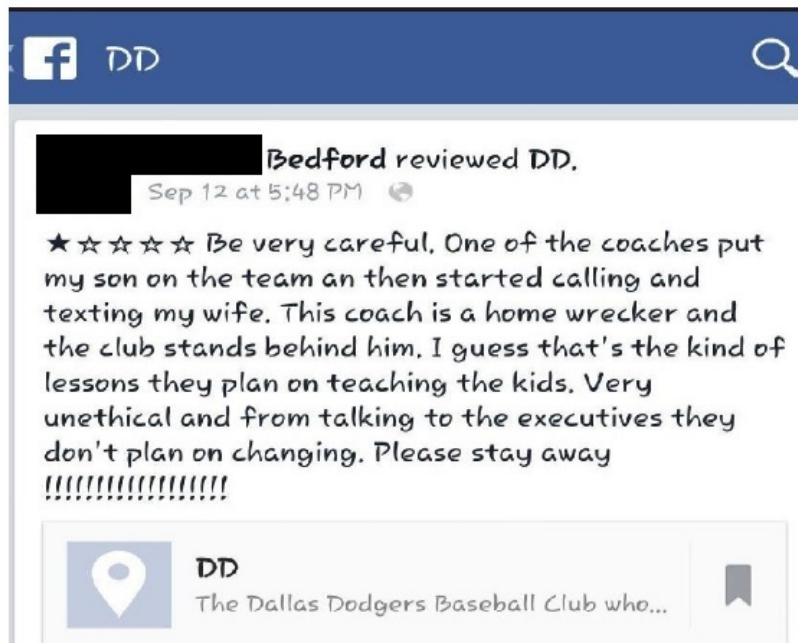 f DD
Bedford reviewed DD.
Sep 12 at 5:48 PM
★☆☆☆☆ Be very careful. One of the coaches put
my son on the team an then started calling and
texting my wife. This coach is a home wrecker and
the club stands behind him. I guess that's the kind of
lessons they plan on teaching the kids. Very
unethical and from talking to the executives they
don't plan on changing. Please stay away
!!!!!!!!!!!!!!!!!!
DD
The Dallas Dodgers Baseball Club who...